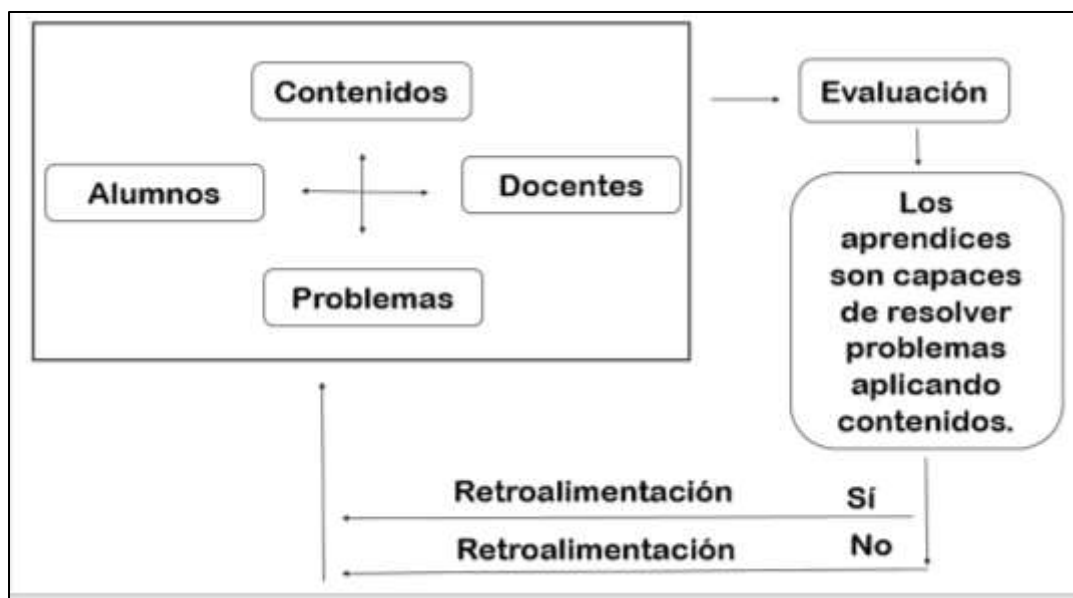 Contenidos
Alumnos
Docentes
Problemas
Evaluación
Los
aprendices
son capaces
de resolver
problemas
aplicando
contenidos.
Retroalimentación Sí
Retroalimentación No